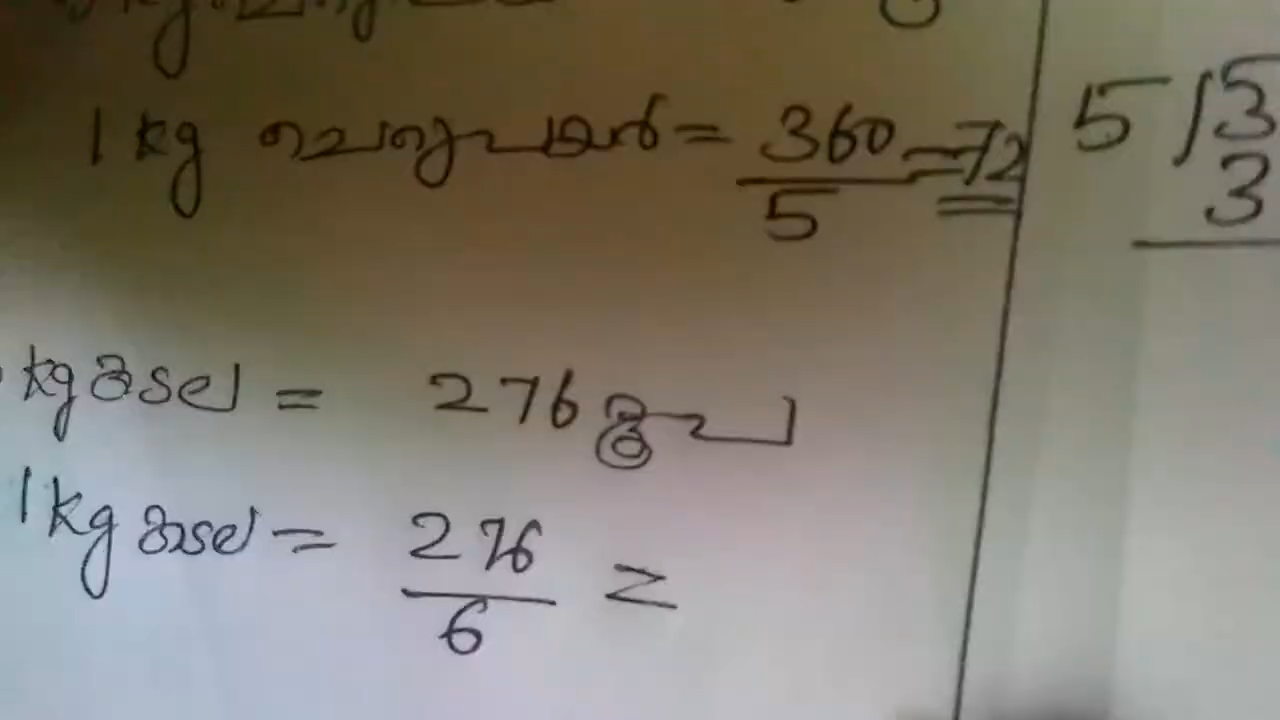 1 kg ചെറുപയർ = 360/5 = 72
5 ) 3
3
kg കടല = 276 രൂപ
1 kg കടല = 276/6 =